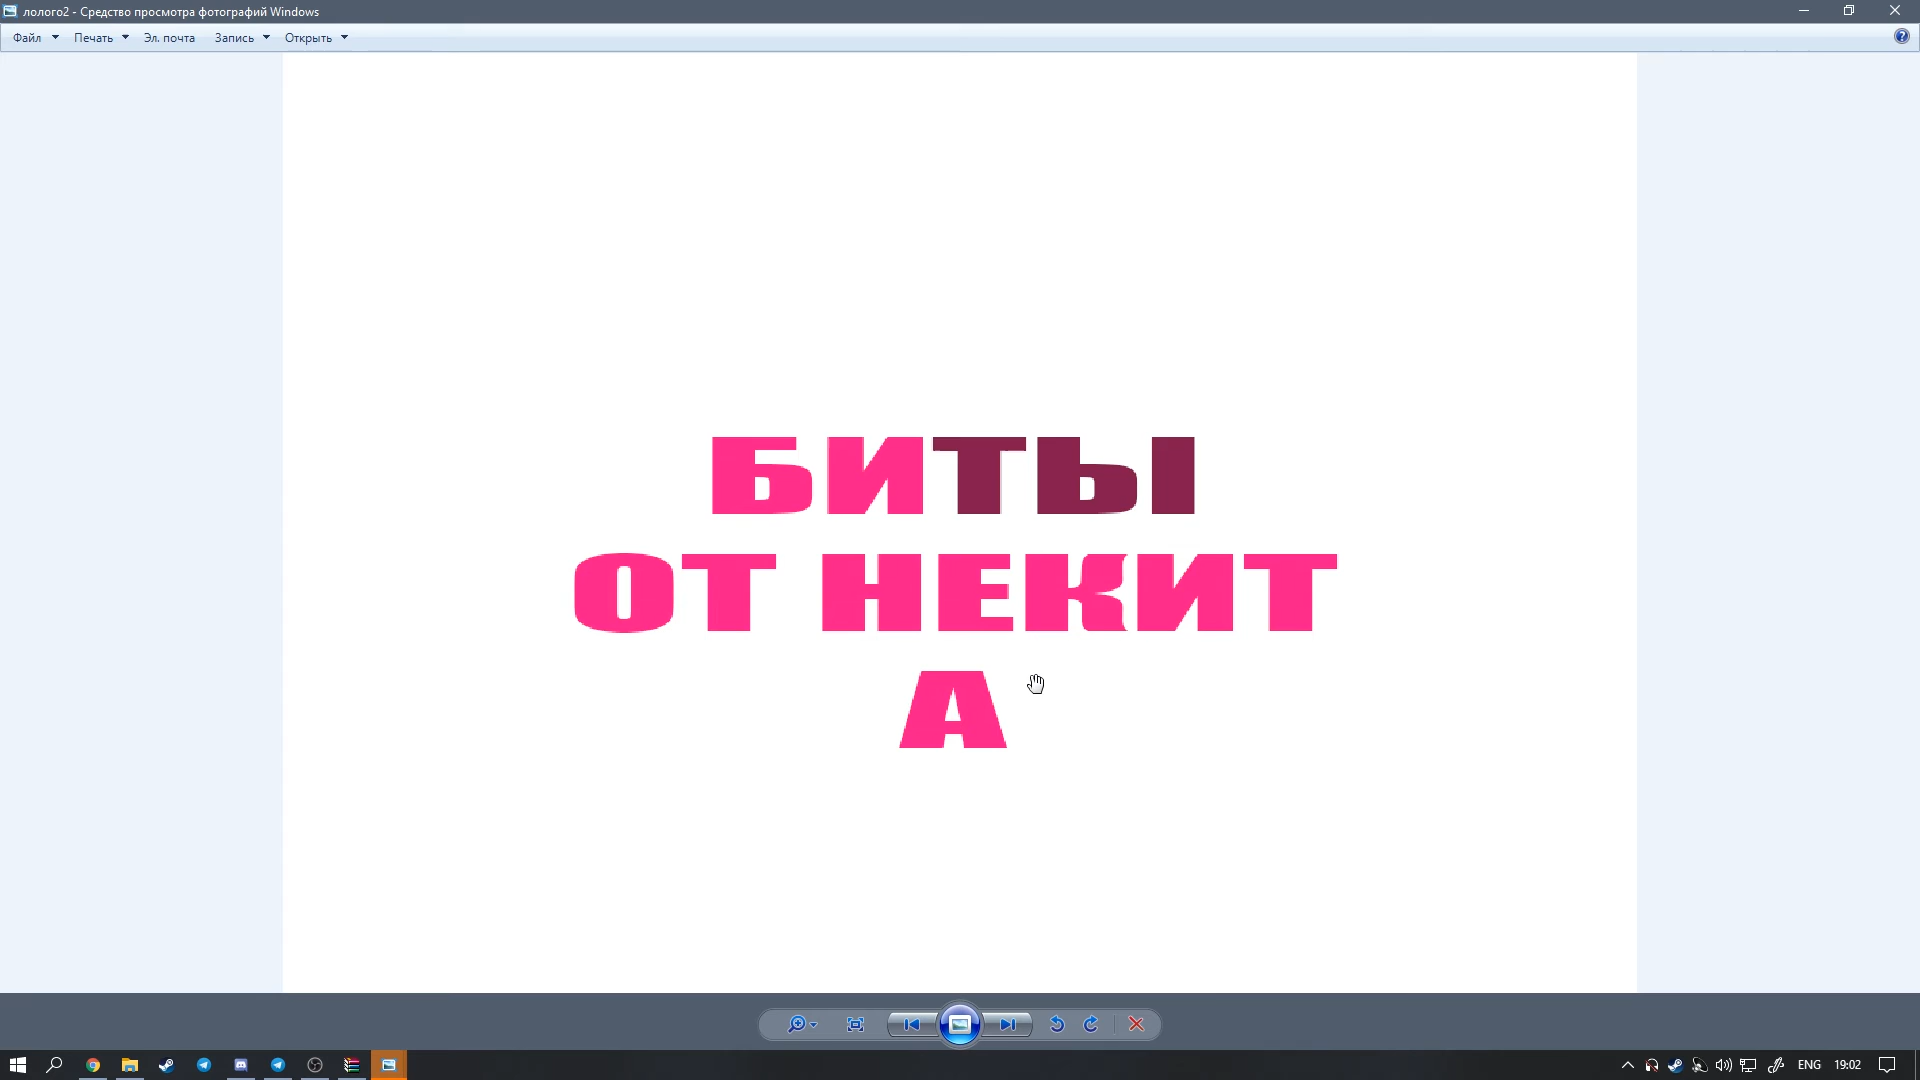 лолого2 - Средство просмотра фотографий Windows
Файл Печать Эл. почта Запись Открыть
БИТЫ
ОТ НЕКИТ
А
ENG 19:02